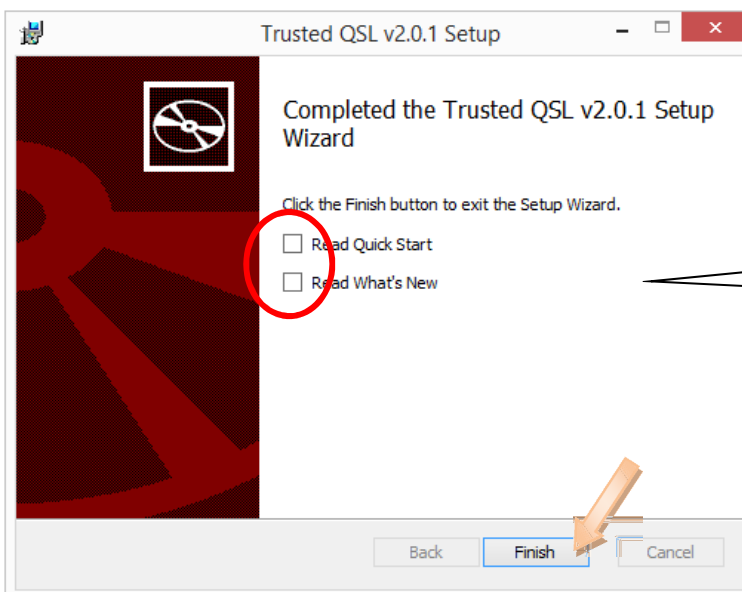 Trusted QSL v2.0.1 Setup
Completed the Trusted QSL v2.0.1 Setup
Wizard
Click the Finish button to exit the Setup Wizard.
Read Quick Start
Read What's New
Back
Finish
Cancel